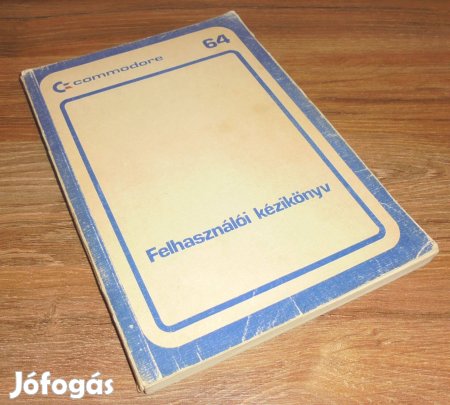 commodore 64
Felhasználói kézikönyv
Jófogás